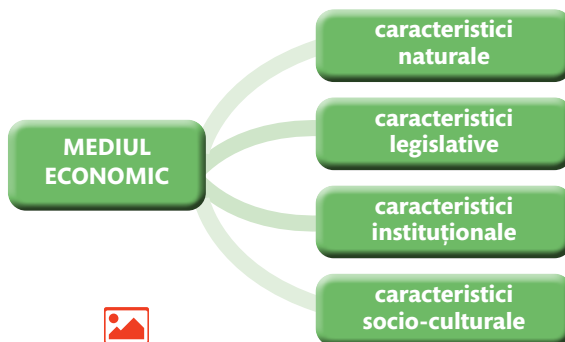 MEDIUL
ECONOMIC
caracteristici
naturale
caracteristici
legislative
caracteristici
instituționale
caracteristici
socio-culturale